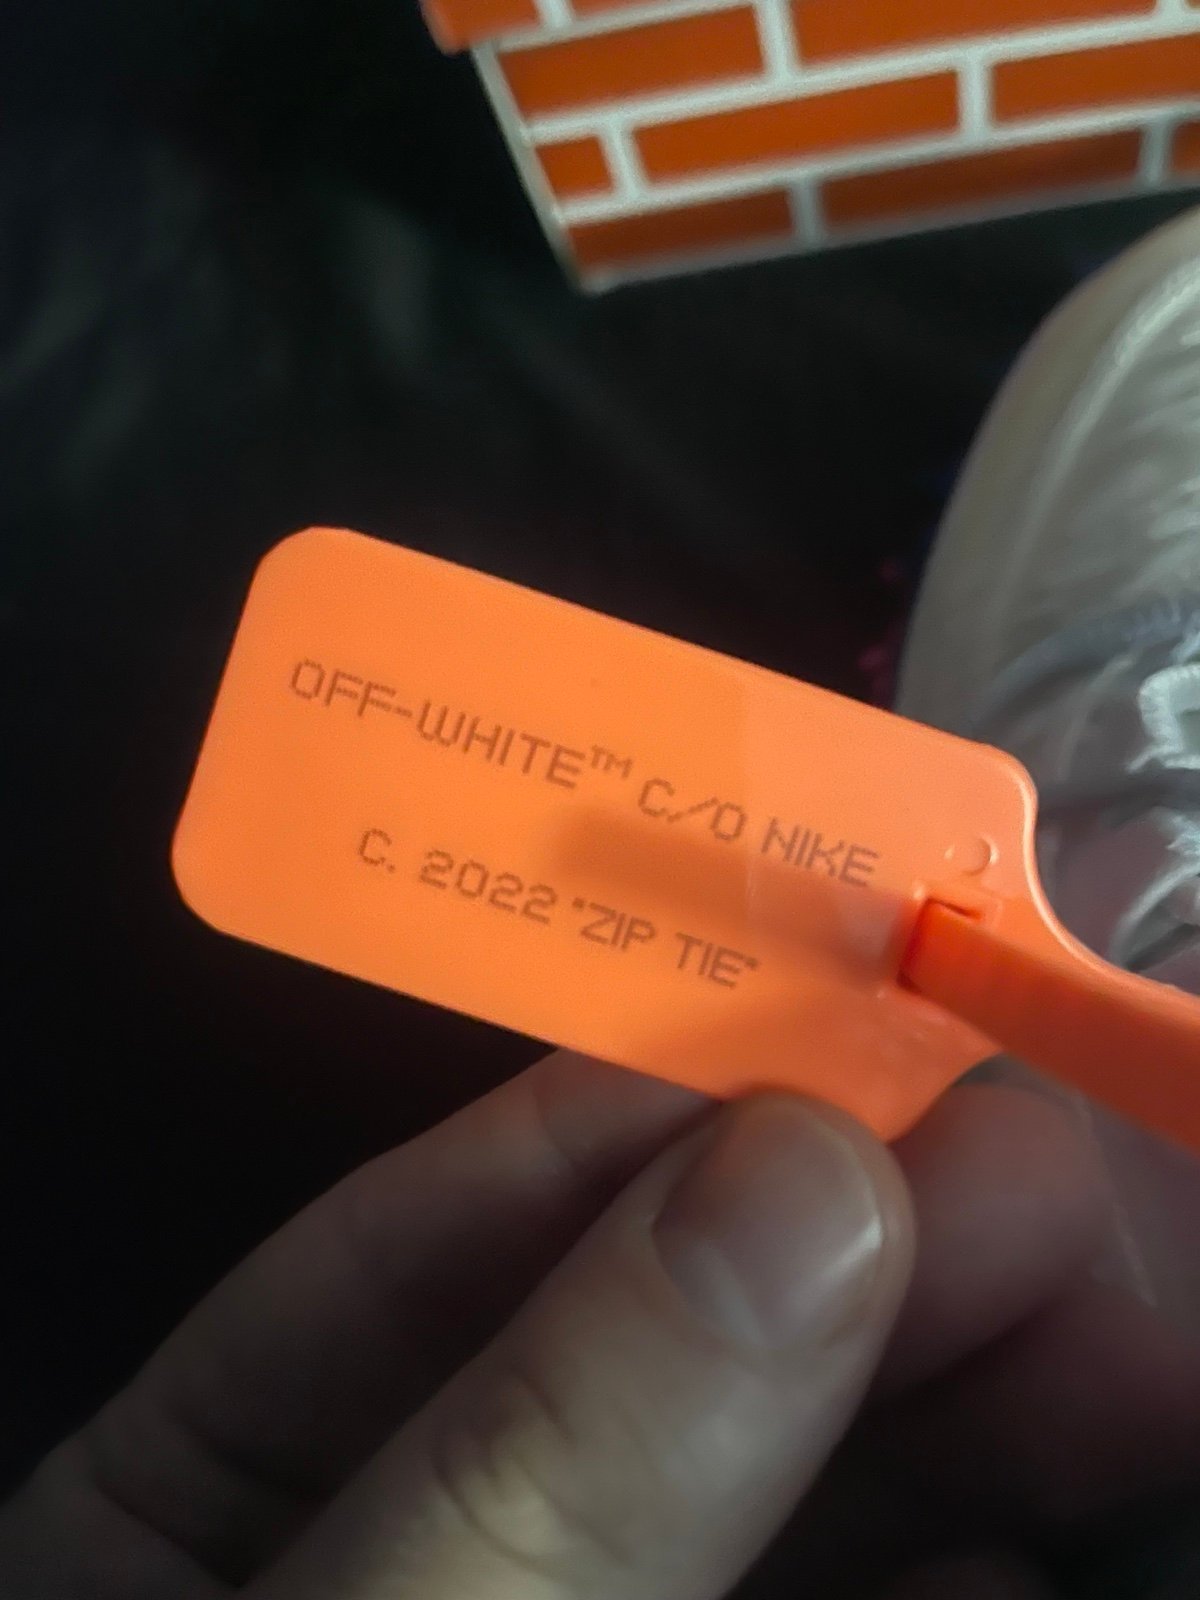 OFF-WHITE™ C/O NIKE
C. 2022 "ZIP TIE"